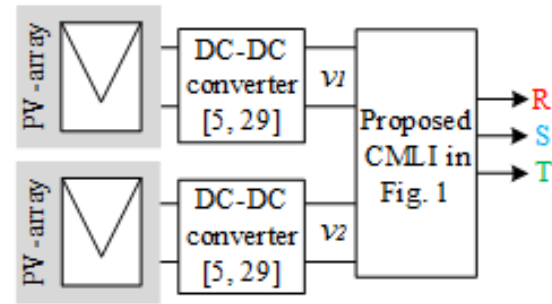 PV-array
DC-DC
converter
[5, 29]
v1
PV-array
DC-DC
converter
[5, 29]
v2
Proposed
CMLI in
Fig. 1
R
S
T